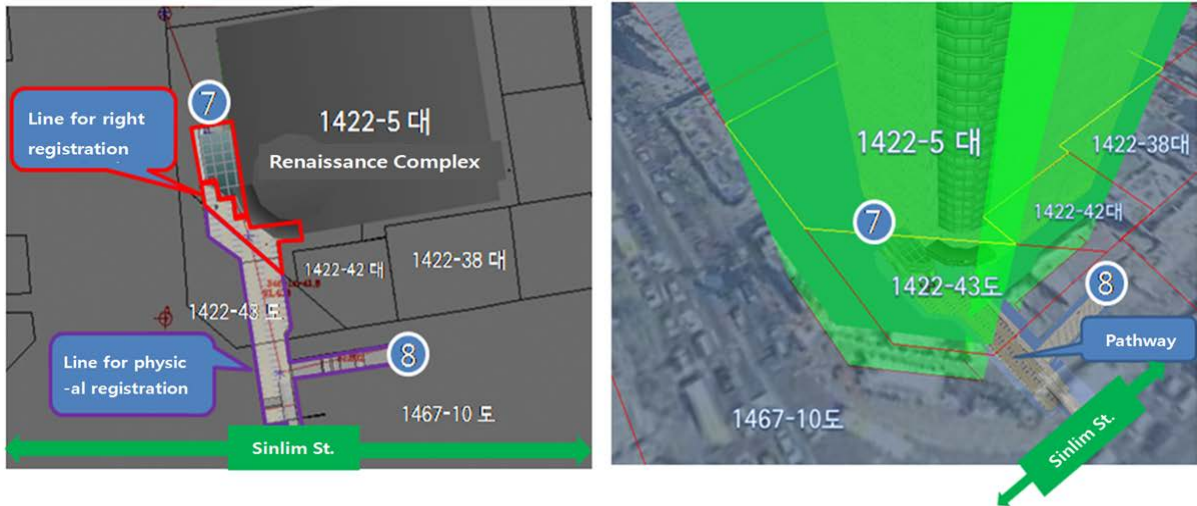 7
Line for right
registration
1422-5 대
Renaissance Complex
1422-42 대
1422-38 대
1422-43 도
Line for physic
-al registration
8
1467-10 도
Sinlim St.
1422-5 대
1422-38대
7
1422-42대
1422-43도
8
Pathway
1467-10도
Sinlim St.